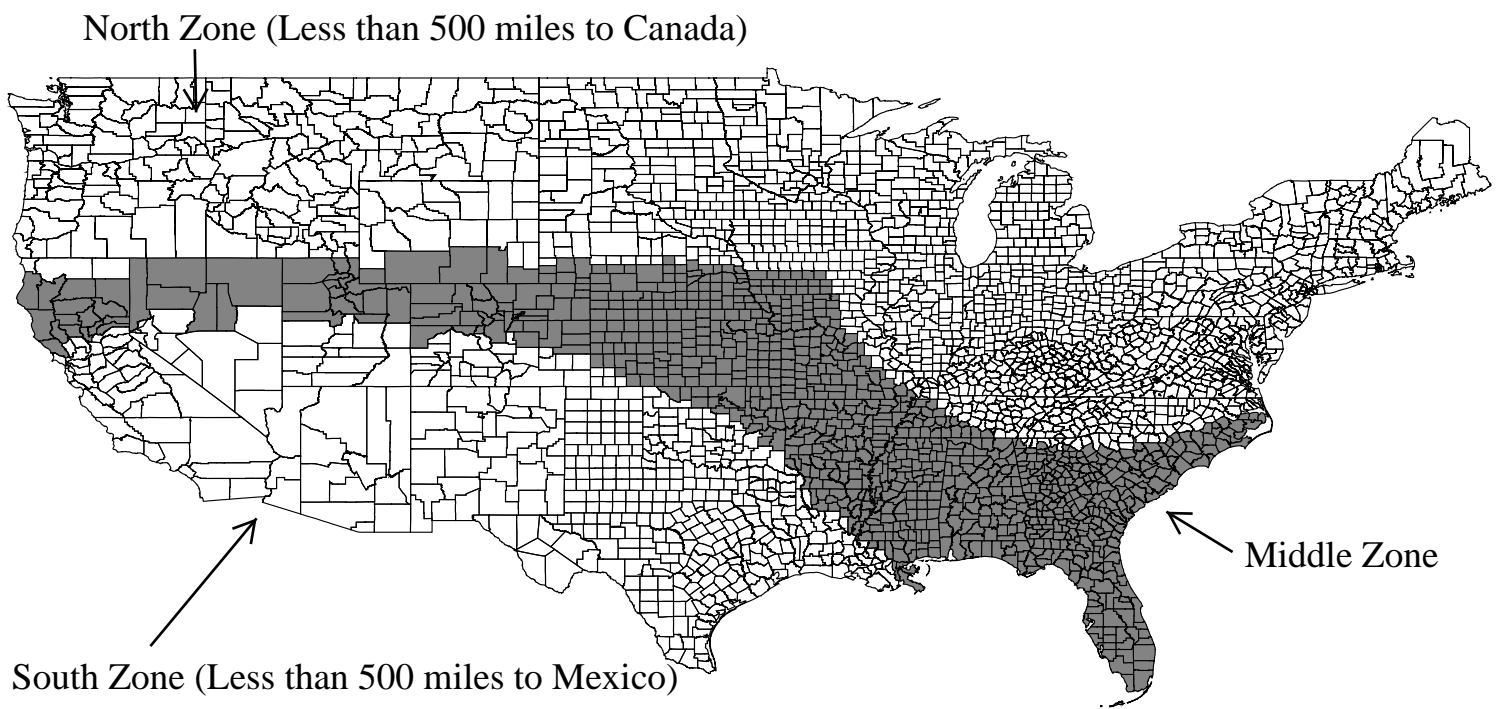 North Zone (Less than 500 miles to Canada)
Middle Zone
South Zone (Less than 500 miles to Mexico)